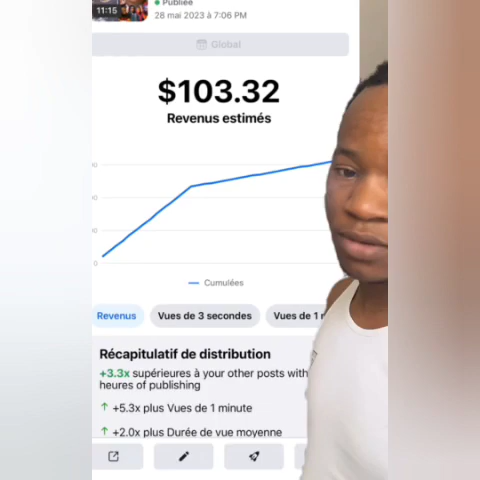 11:15
Publiée
28 mai 2023 à 7:06 PM
Global
$103.32
Revenus estimés
0
Cumulées
Revenus
Vues de 3 secondes
Vues de 1
Récapitulatif de distribution
+3.3x supérieures à your other posts with
heures of publishing
+5.3x plus Vues de 1 minute
+2.0x plus Durée de vue moyenne